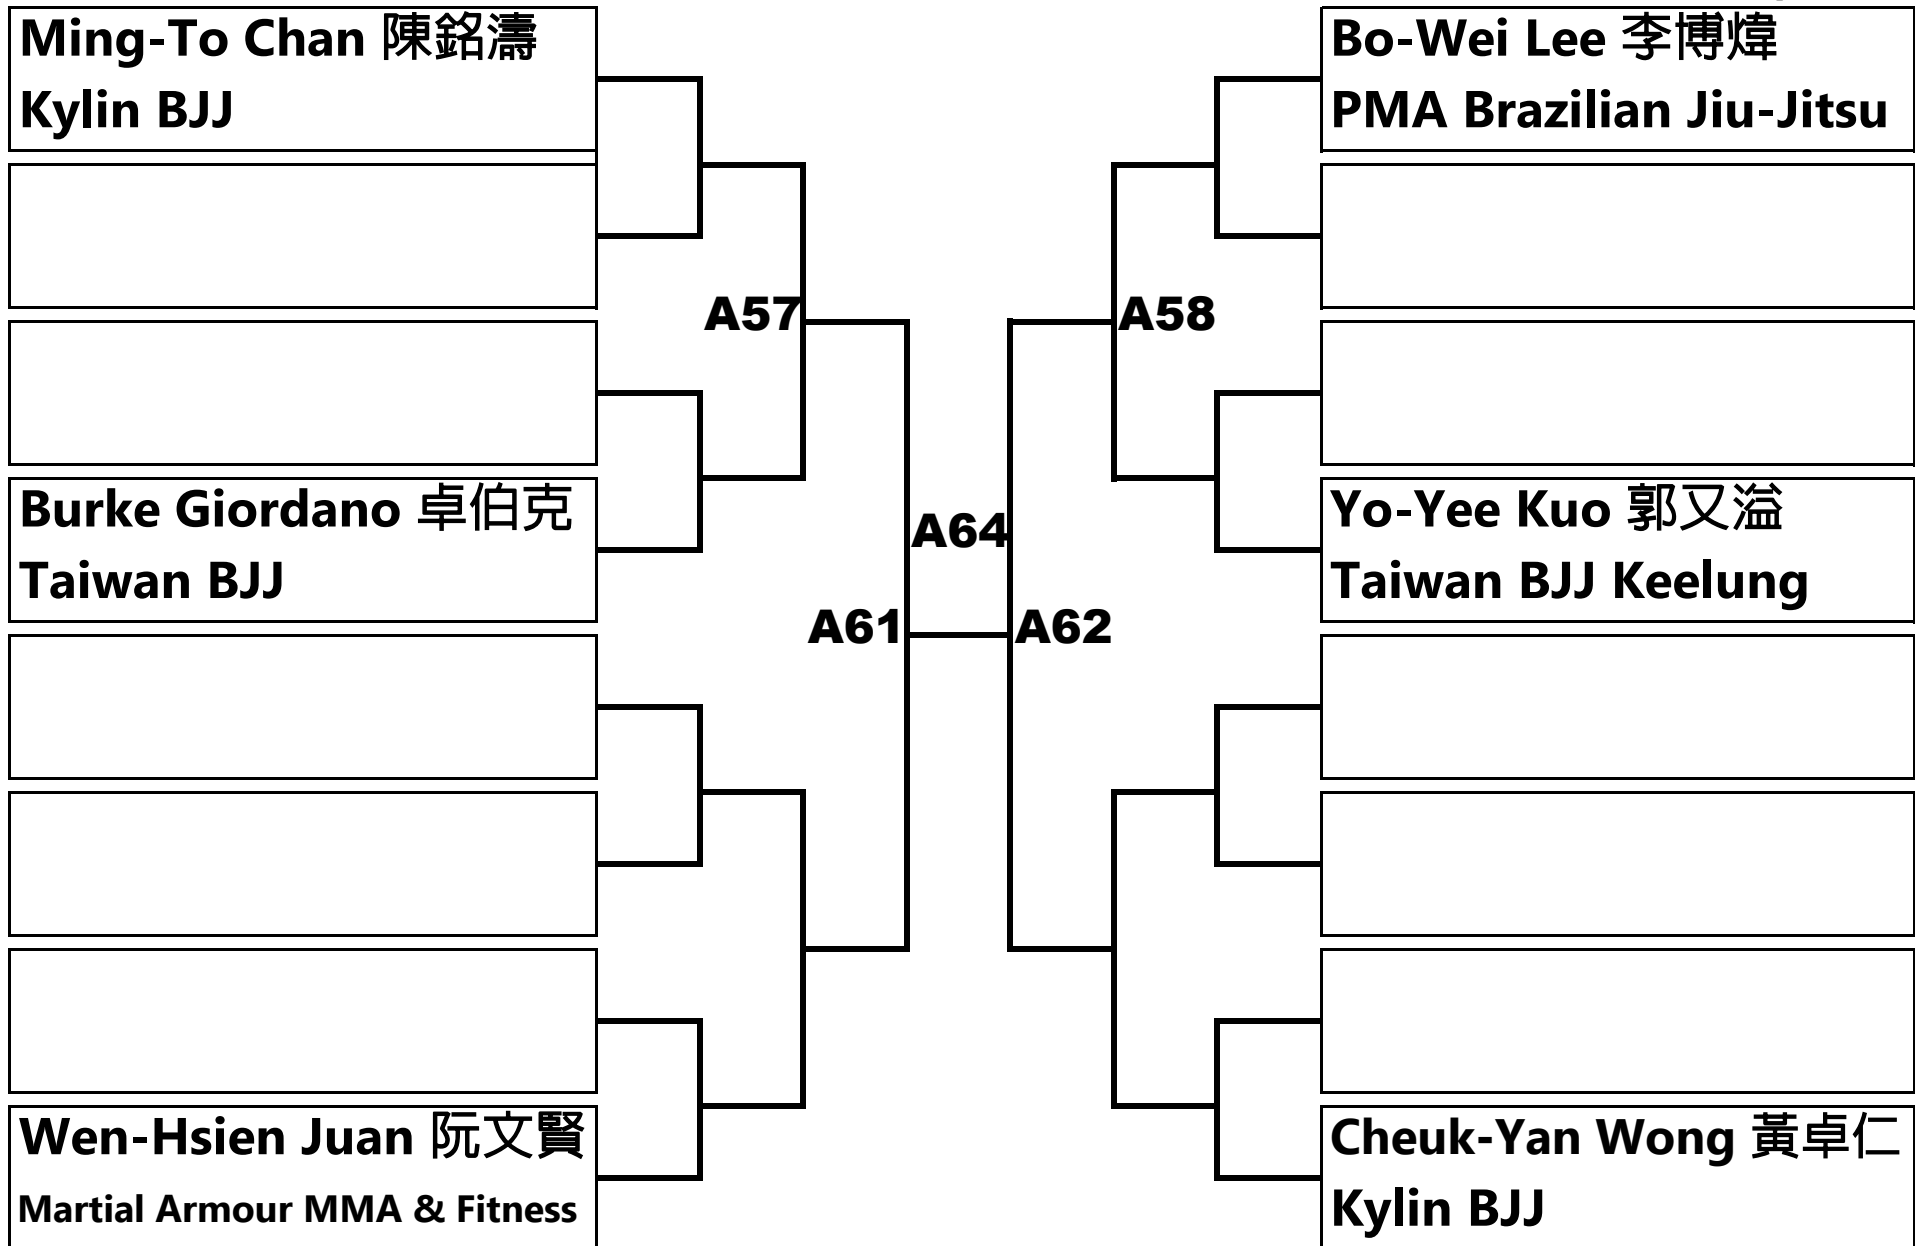 Ming-To Chan 陳銘濤
Kylin BJJ
Bo-Wei Lee 李博煒
PMA Brazilian Jiu-Jitsu
A57
A58
Burke Giordano 卓伯克
Taiwan BJJ
A64
Yo-Yee Kuo 郭又溢
Taiwan BJJ Keelung
A61
A62
Wen-Hsien Juan 阮文賢
Martial Armour MMA & Fitness
Cheuk-Yan Wong 黃卓仁
Kylin BJJ